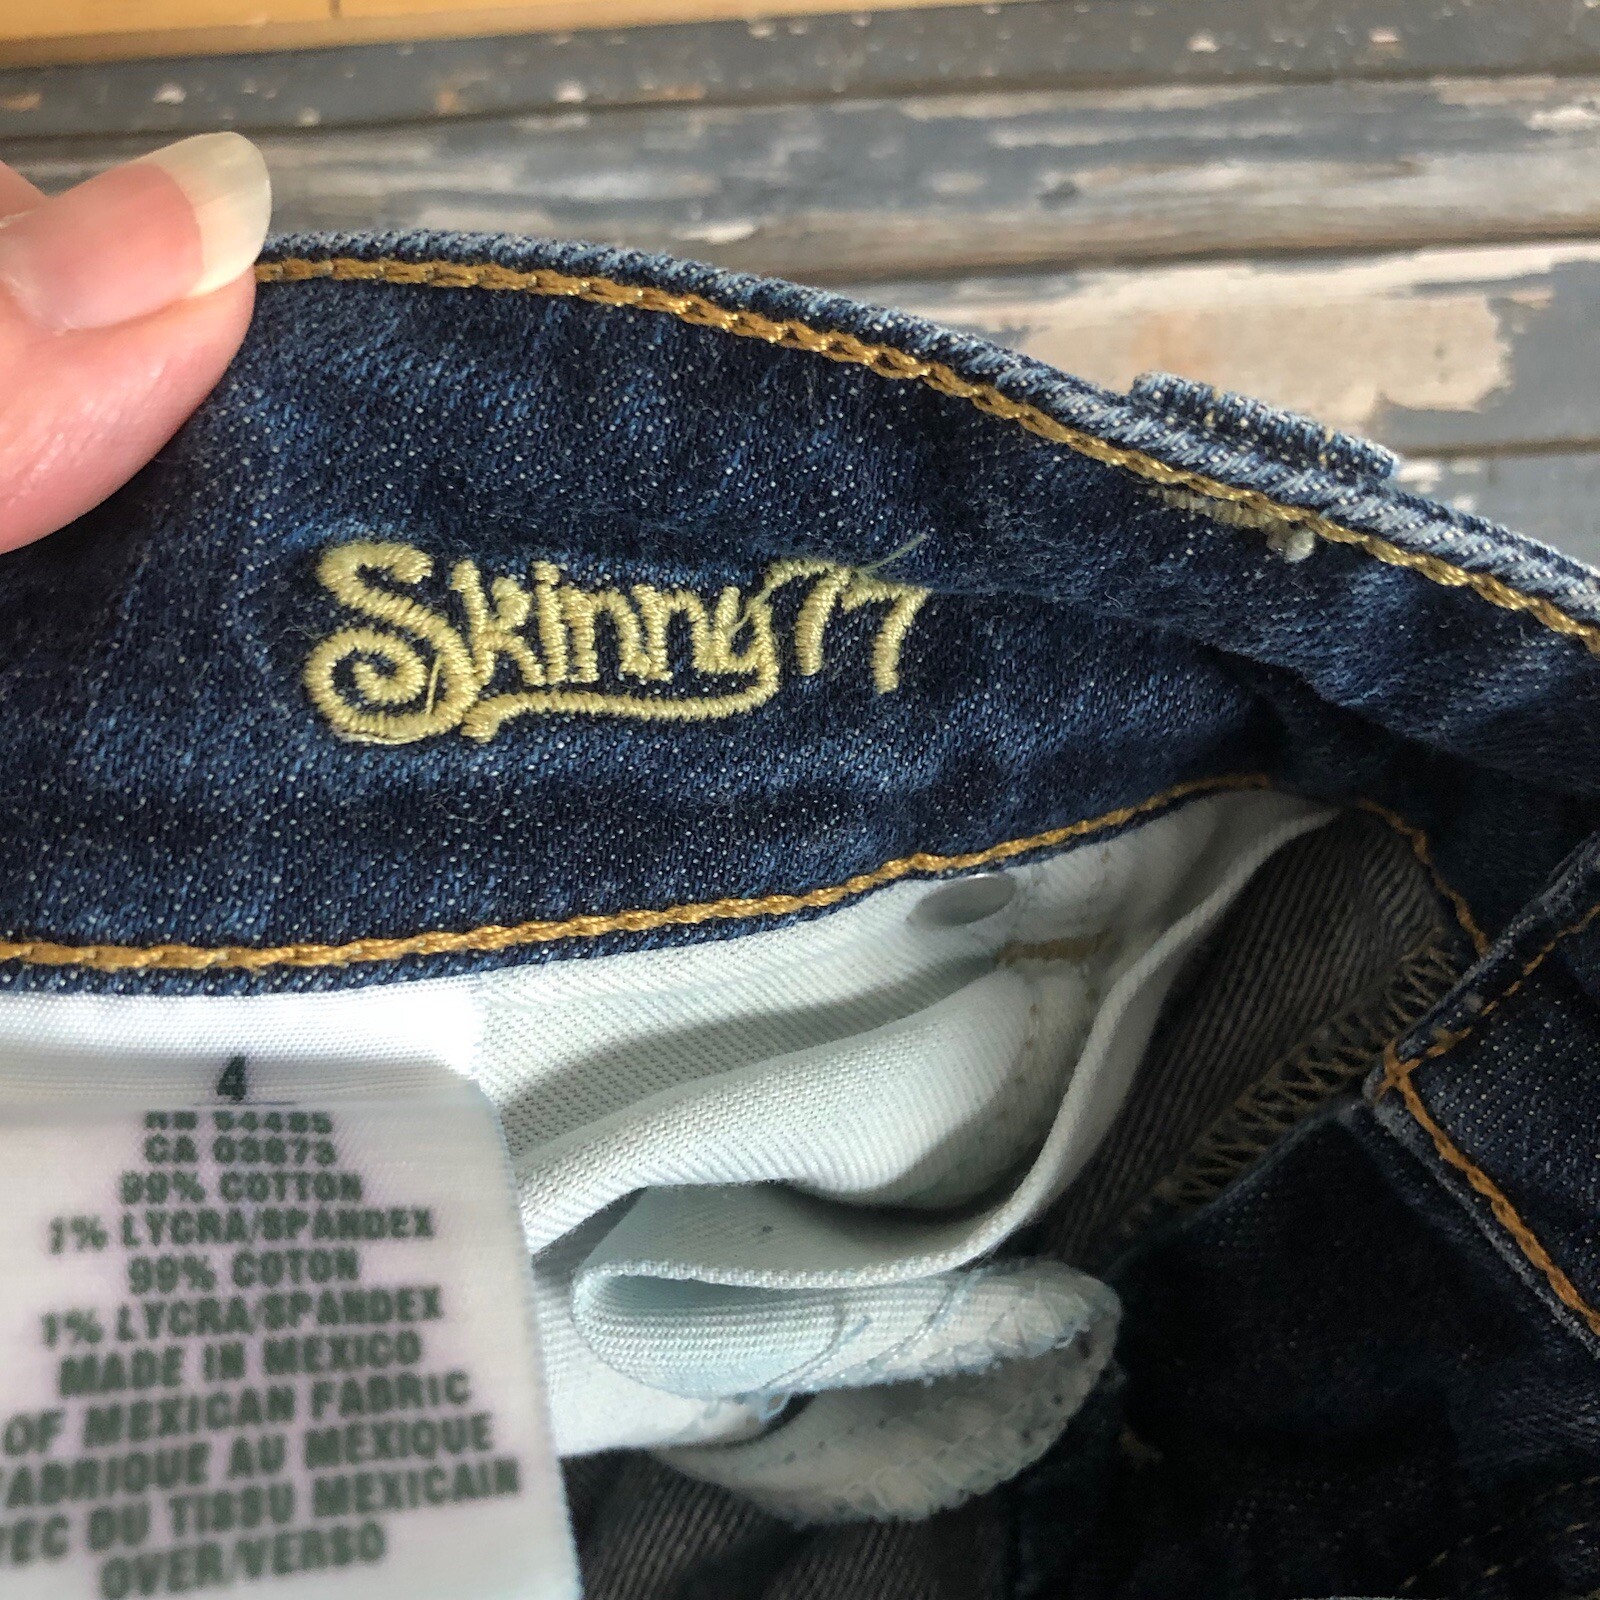 Skinny77
4
RN 54485
CA 03875
99% COTTON
1% LYCRA/SPANDEX
99% COTON
1% LYCRA/SPANDEX
MADE IN MEXICO
OF MEXICAN FABRIC
FABRIQUE AU MEXIQUE
AVEC DU TISSU MEXICAIN
OVER/VERSO